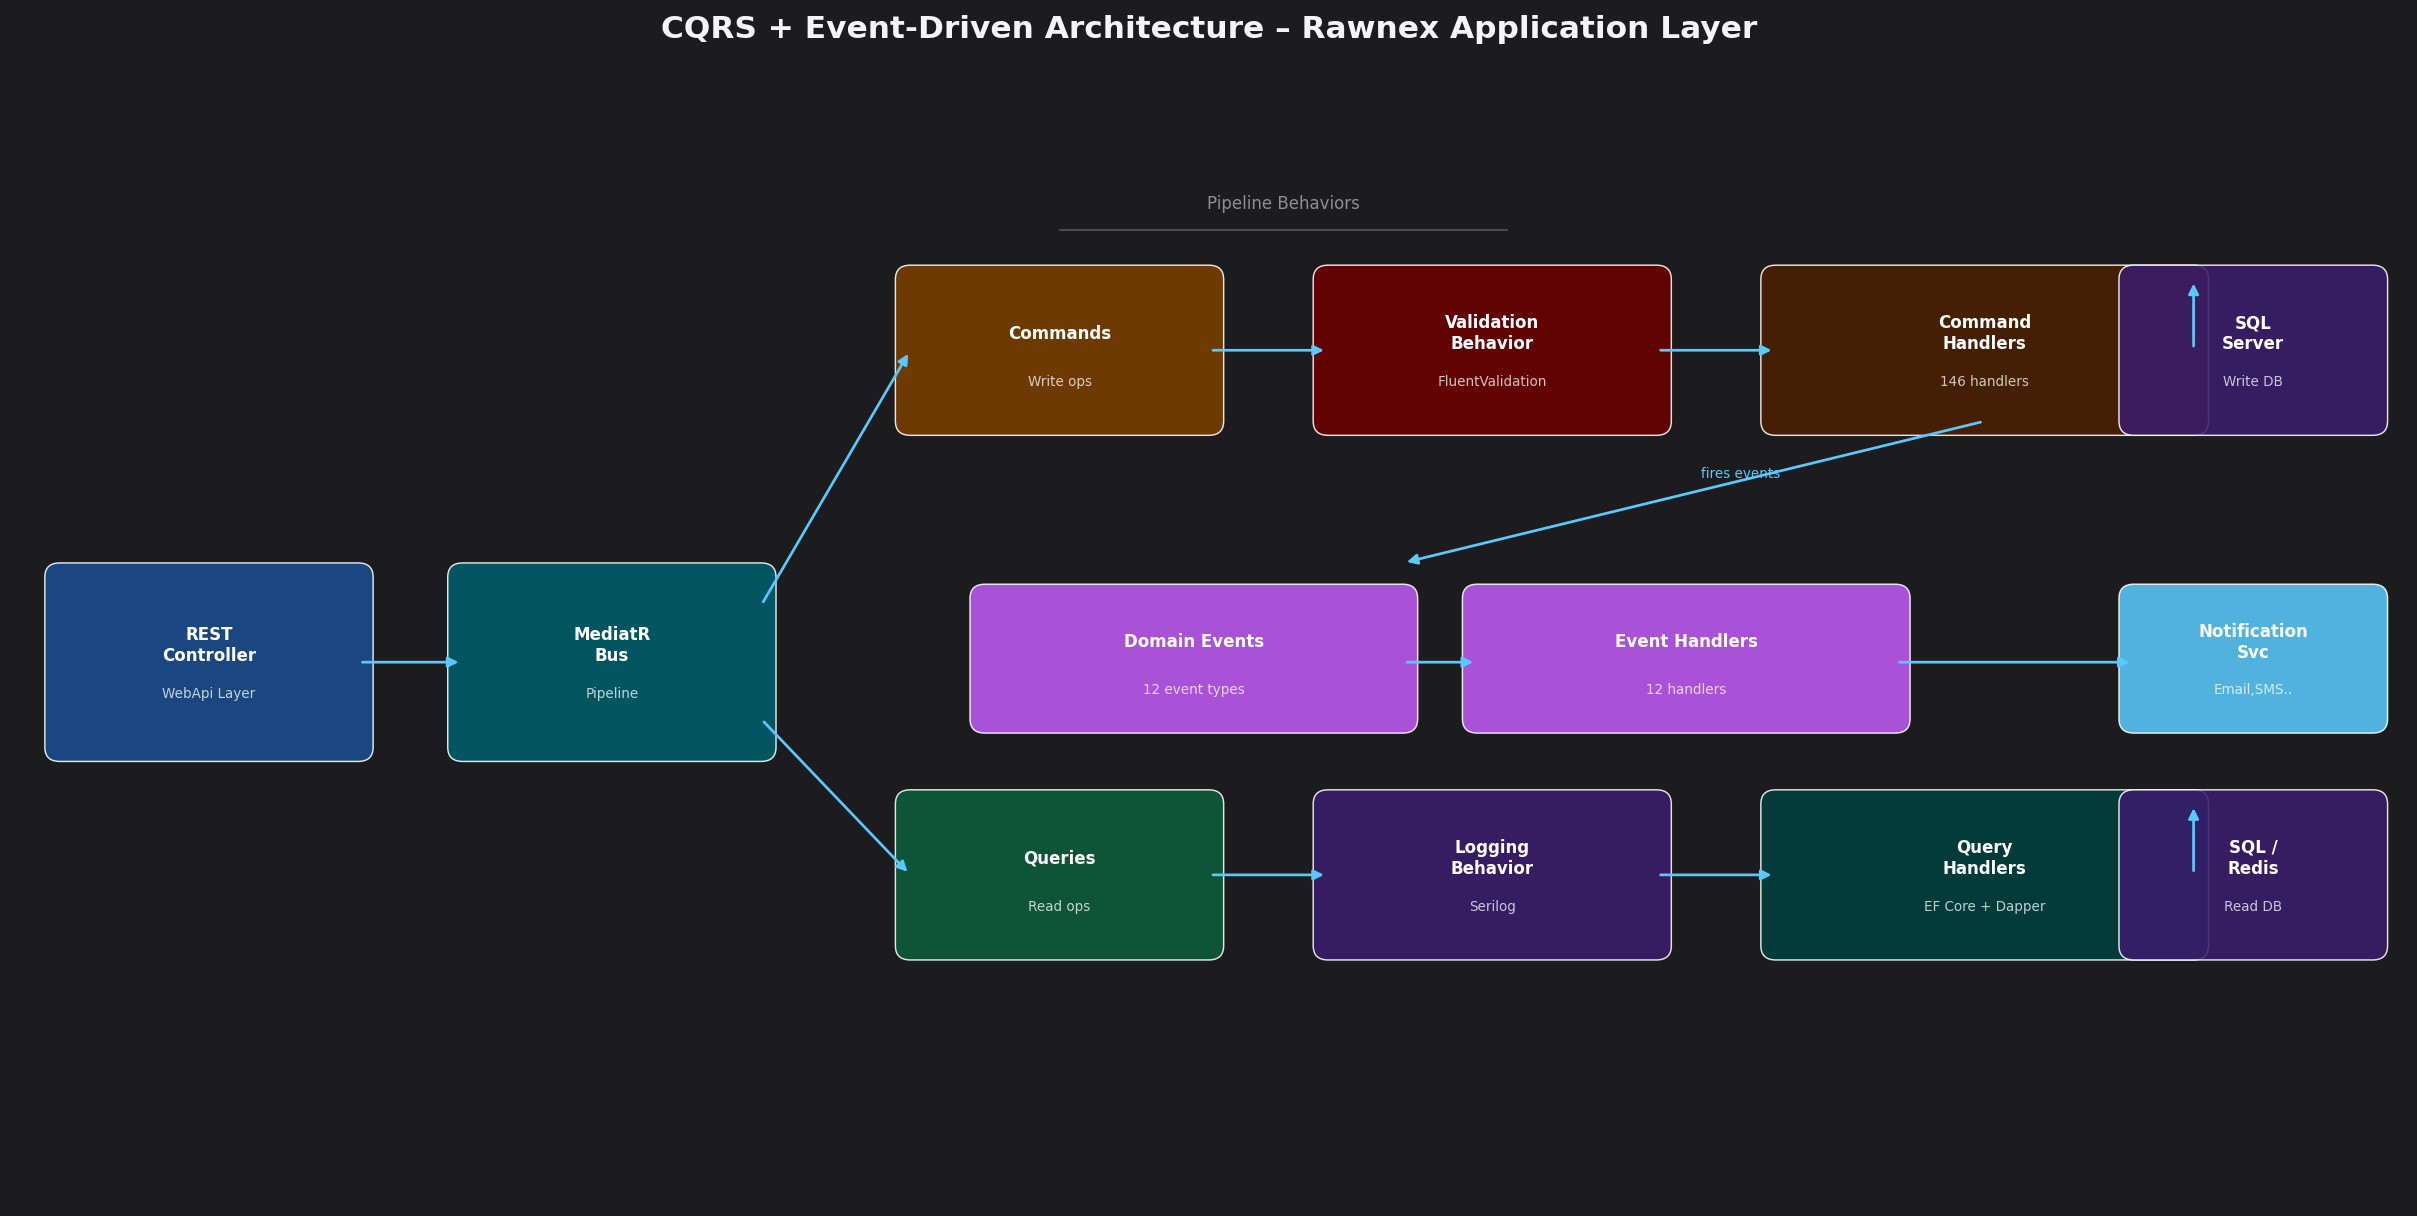 CQRS + Event-Driven Architecture – Rawnex Application Layer
Pipeline Behaviors
Commands
Write ops
Validation
Behavior
FluentValidation
Command
Handlers
146 handlers
SQL
Server
Write DB
fires events
REST
Controller
WebApi Layer
MediatR
Bus
Pipeline
Domain Events
12 event types
Event Handlers
12 handlers
Notification
Svc
Email,SMS..
Queries
Read ops
Logging
Behavior
Serilog
Query
Handlers
EF Core + Dapper
SQL /
Redis
Read DB